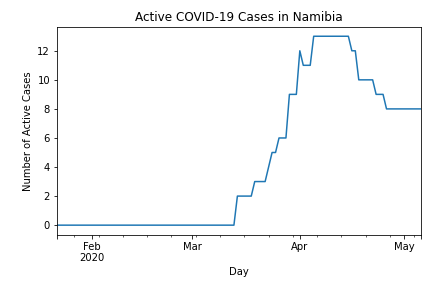 Active COVID-19 Cases in Namibia
Number of Active Cases
12
10
8
6
4
2
0
Feb
2020
Mar
Apr
May
Day